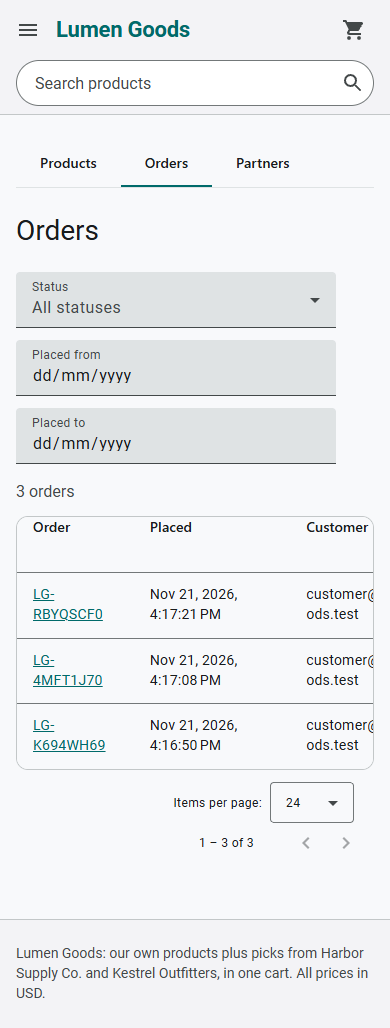 Lumen Goods
Search products
Products Orders Partners
Orders
Status
All statuses
Placed from
dd/mm/yyyy
Placed to
dd/mm/yyyy
3 orders
Order Placed Customer
LG-
RBYQSCF0
Nov 21, 2026,
4:17:21 PM
customer@
ods.test
LG-
4MFT1J70
Nov 21, 2026,
4:17:08 PM
customer@
ods.test
LG-
K694WH69
Nov 21, 2026,
4:16:50 PM
customer@
ods.test
Items per page: 24
1 – 3 of 3
Lumen Goods: our own products plus picks from Harbor
Supply Co. and Kestrel Outfitters, in one cart. All prices in
USD.